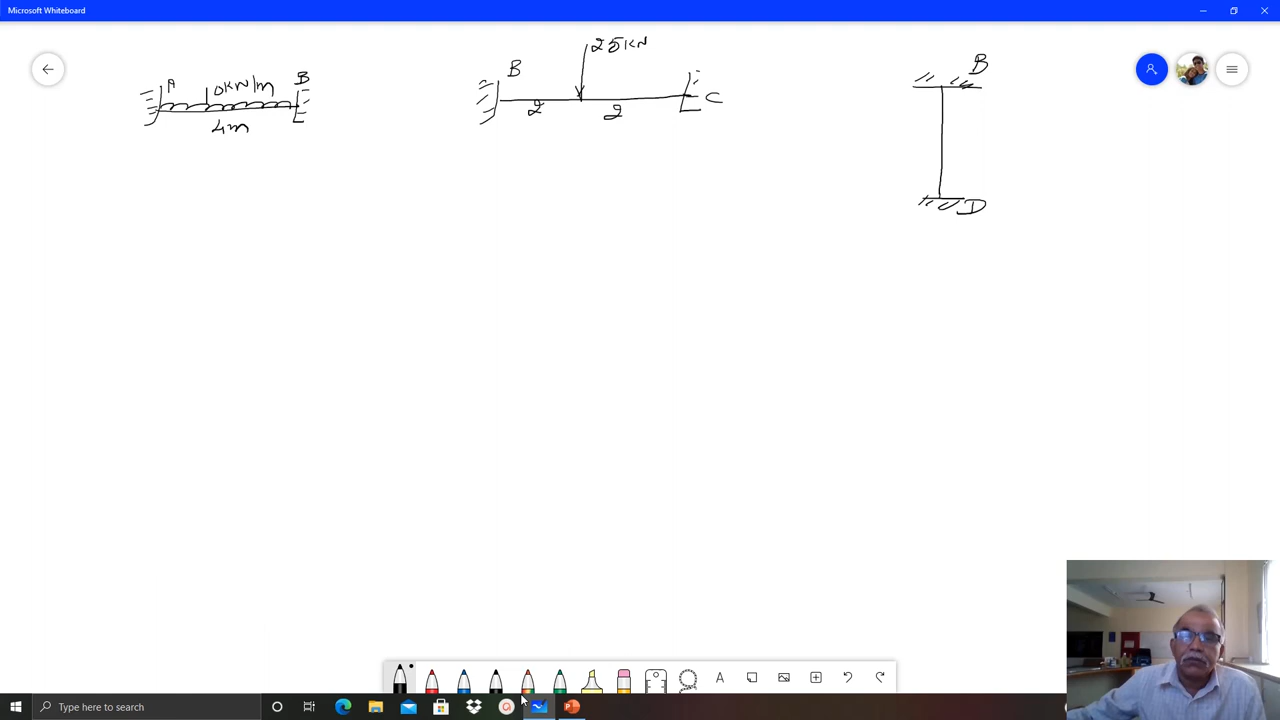 Microsoft Whiteboard
A 10kN/m B
4m
B 25kN C
2 2
B
D
A
Type here to search